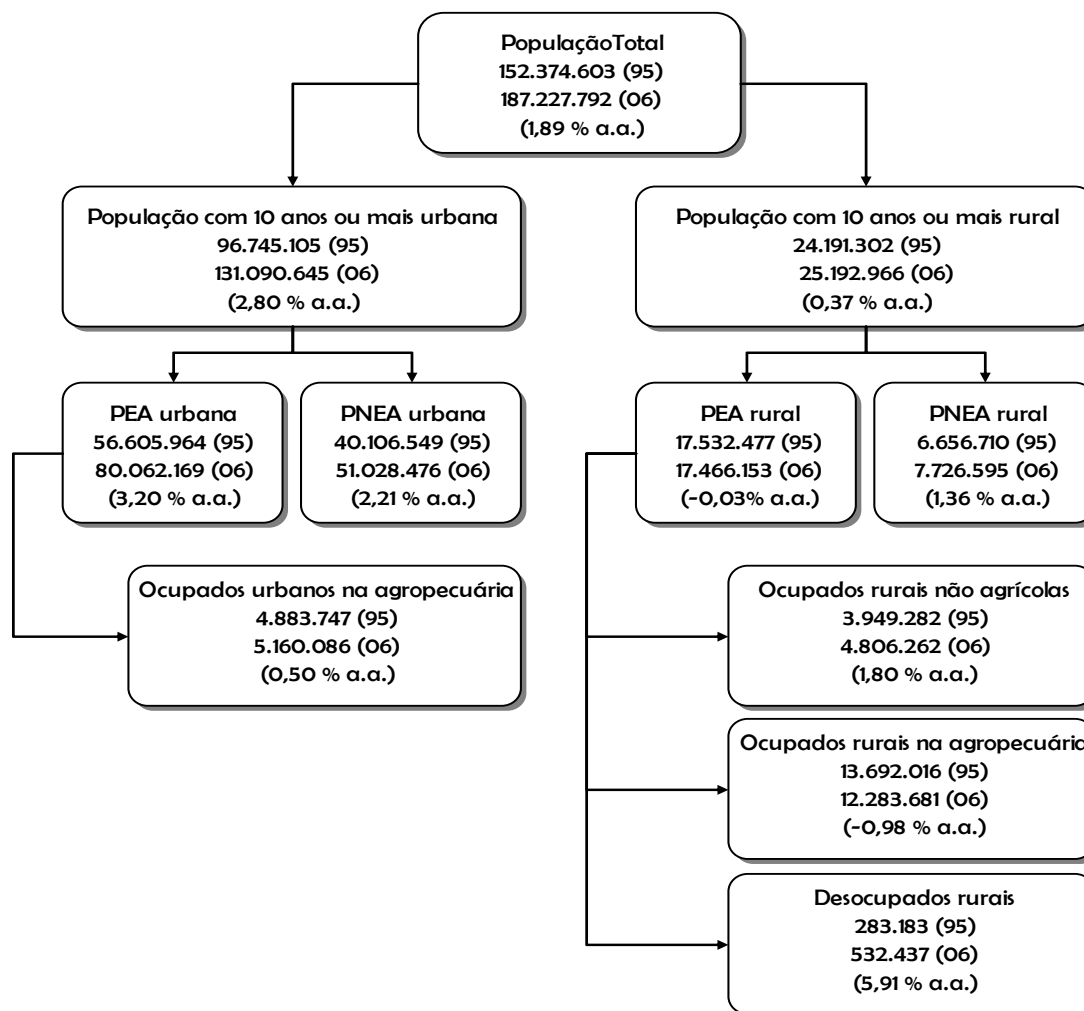 PopulaçãoTotal
152.374.603 (95)
187.227.792 (06)
(1,89 % a.a.)
População com 10 anos ou mais urbana
96.745.105 (95)
131.090.645 (06)
(2,80 % a.a.)
População com 10 anos ou mais rural
24.191.302 (95)
25.192.966 (06)
(0,37 % a.a.)
PEA urbana
56.605.964 (95)
80.062.169 (06)
(3,20 % a.a.)
PNEA urbana
40.106.549 (95)
51.028.476 (06)
(2,21 % a.a.)
PEA rural
17.532.477 (95)
17.466.153 (06)
(-0,03% a.a.)
PNEA rural
6.656.710 (95)
7.726.595 (06)
(1,36 % a.a.)
Ocupados urbanos na agropecuária
4.883.747 (95)
5.160.086 (06)
(0,50 % a.a.)
Ocupados rurais não agrícolas
3.949.282 (95)
4.806.262 (06)
(1,80 % a.a.)
Ocupados rurais na agropecuária
13.692.016 (95)
12.283.681 (06)
(-0,98 % a.a.)
Desocupados rurais
283.183 (95)
532.437 (06)
(5,91 % a.a.)